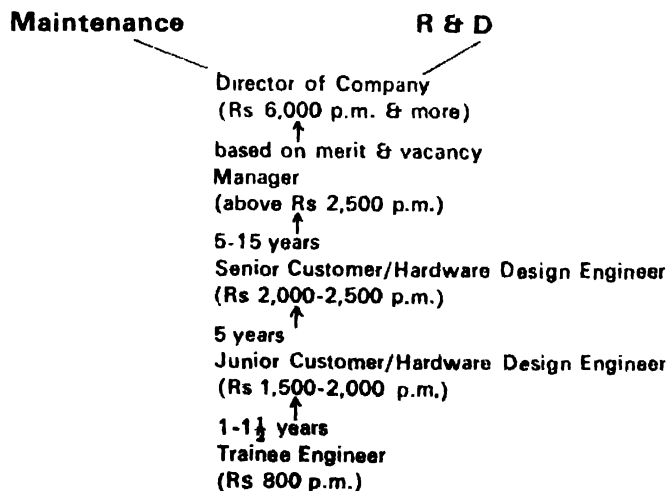 Maintenance R & D
Director of Company
(Rs 6,000 p.m. & more)
based on merit & vacancy
Manager
(above Rs 2,500 p.m.)
5-15 years
Senior Customer/Hardware Design Engineer
(Rs 2,000-2,500 p.m.)
5 years
Junior Customer/Hardware Design Engineer
(Rs 1,500-2,000 p.m.)
1-1½ years
Trainee Engineer
(Rs 800 p.m.)